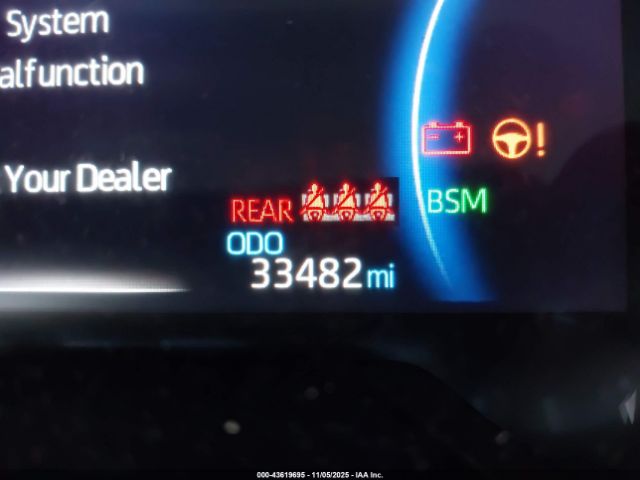 System
alfunction
Your Dealer
REAR
BSM
ODO
33482 mi
000-43619695 - 11/05/2025 - IAA Inc.